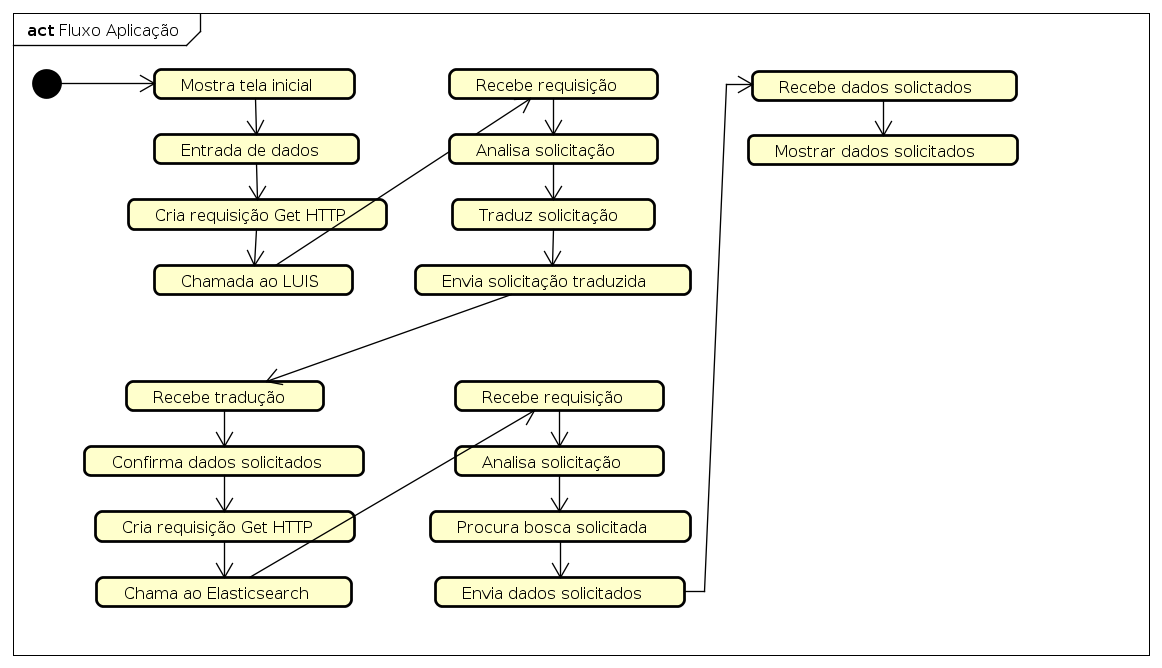 act Fluxo Aplicação
Mostra tela inicial
Entrada de dados
Cria requisição Get HTTP
Chamada ao LUIS
Recebe requisição
Analisa solicitação
Traduz solicitação
Envia solicitação traduzida
Recebe tradução
Confirma dados solicitados
Cria requisição Get HTTP
Chama ao Elasticsearch
Recebe requisição
Analisa solicitação
Procura bosca solicitada
Envia dados solicitados
Recebe dados solictados
Mostrar dados solicitados